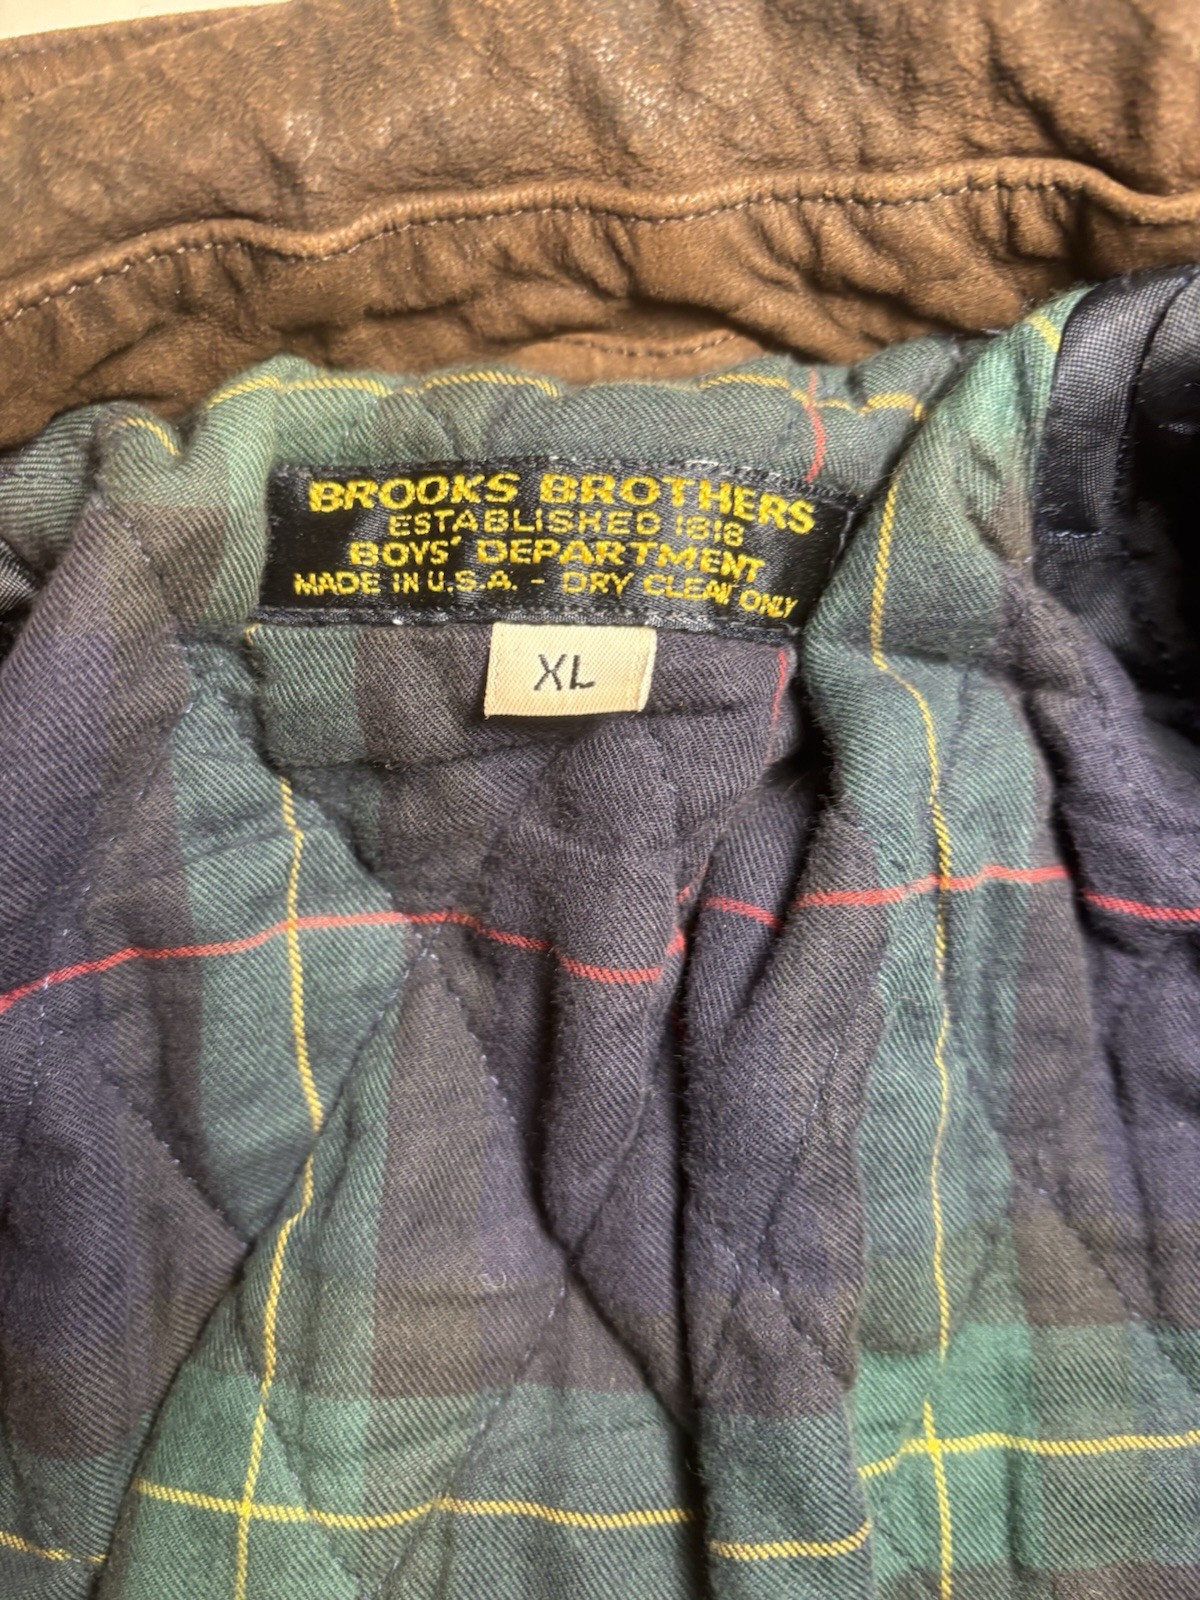 BROOKS BROTHERS
ESTABLISHED 1818
BOYS' DEPARTMENT
MADE IN U.S.A. - DRY CLEAN ONLY
XL